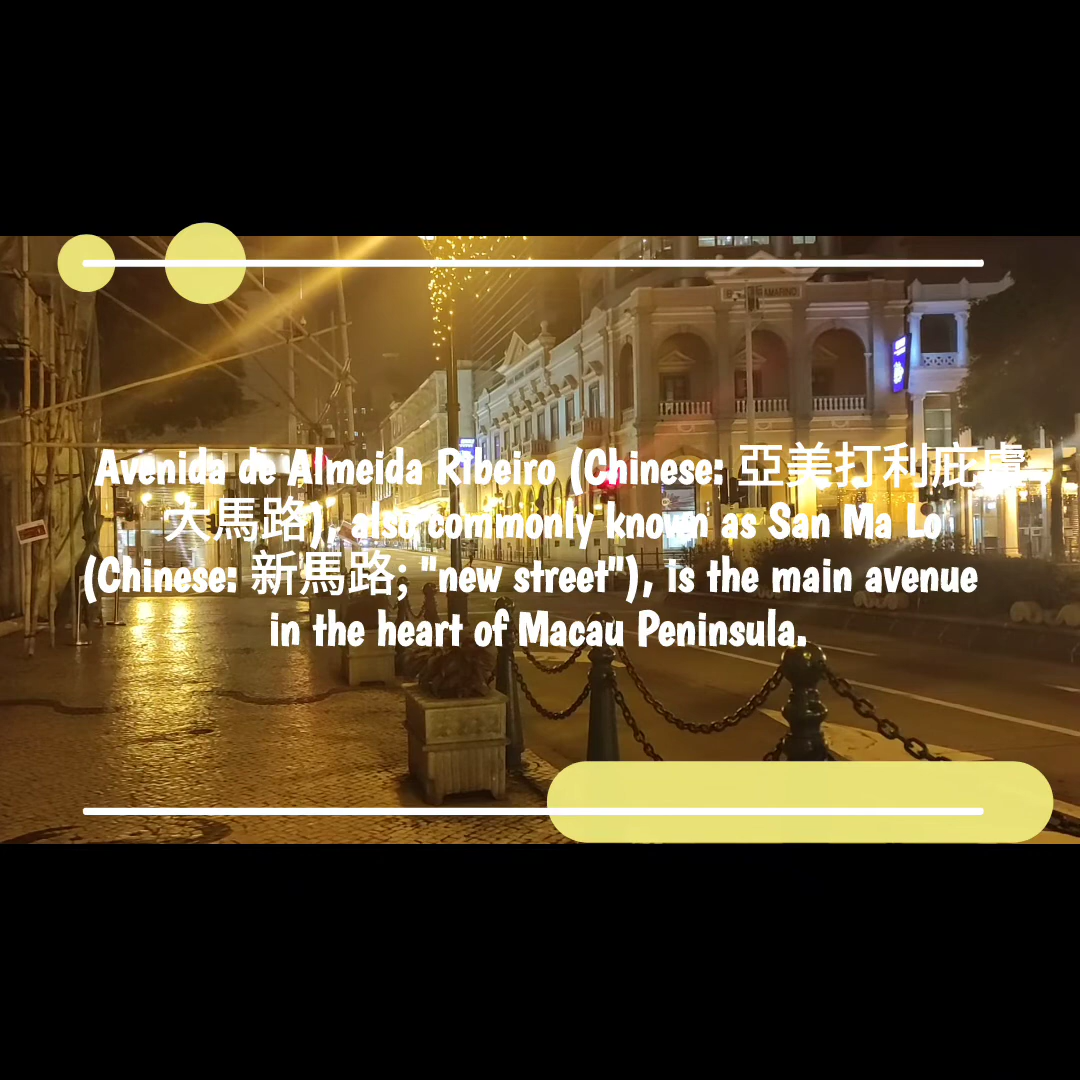 Avenida de Almeida Ribeiro (Chinese: 亞美打利庇盧
大馬路), also commonly known as San Ma Lo
(Chinese: 新馬路; "new street"), is the main avenue
in the heart of Macau Peninsula.